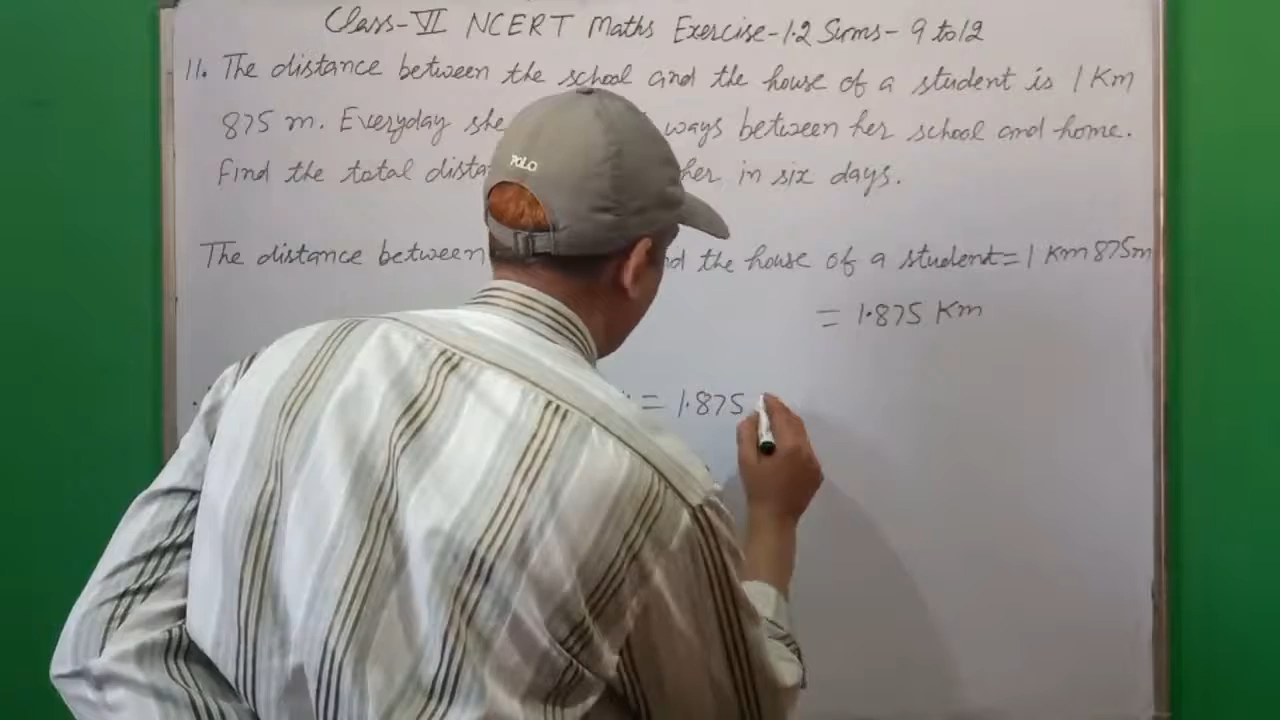 Class-VI NCERT Maths Exercise-1.2 Sums- 9 to 12
11. The distance between the school and the house of a student is 1 Km
875 m. Everyday she ways between her school and home.
Find the total her in six days.
POLO
The distance between the house of a student = 1 Km 875m
= 1.875 Km
= 1.875